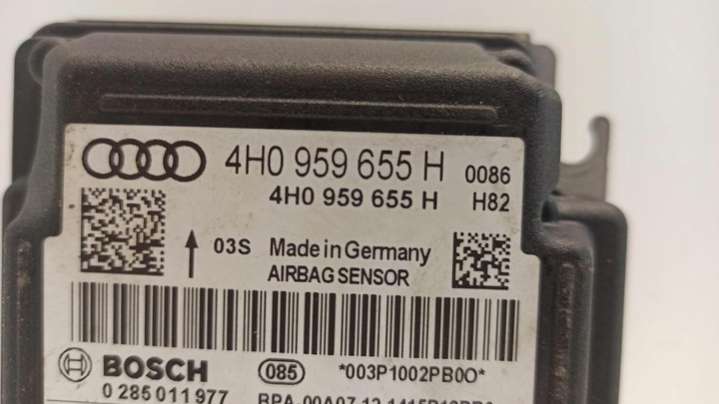 4H0 959 655 H 0086
4H0 959 655 H H82
03S Made in Germany
AIRBAG SENSOR
BOSCH 085 *003P1002PB0O*
0 285 011 977